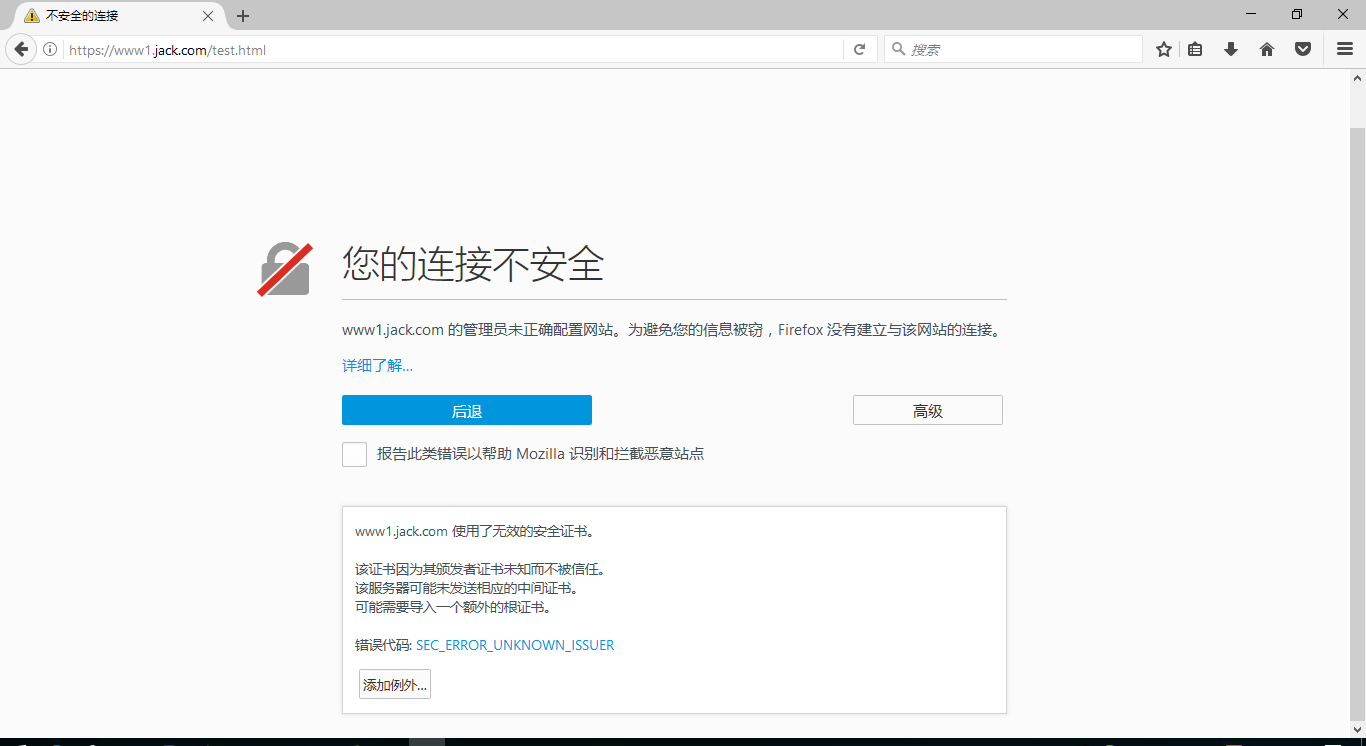 不安全的连接
https://www1.jack.com/test.html
搜索
您的连接不安全
www1.jack.com 的管理员未正确配置网站。为避免您的信息被窃，Firefox 没有建立与该网站的连接。
详细了解...
后退
高级
报告此类错误以帮助 Mozilla 识别和拦截恶意站点
www1.jack.com 使用了无效的安全证书。
该证书因为其颁发者证书未知而不被信任。
该服务器可能未发送相应的中间证书。
可能需要导入一个额外的根证书。
错误代码: SEC_ERROR_UNKNOWN_ISSUER
添加例外...